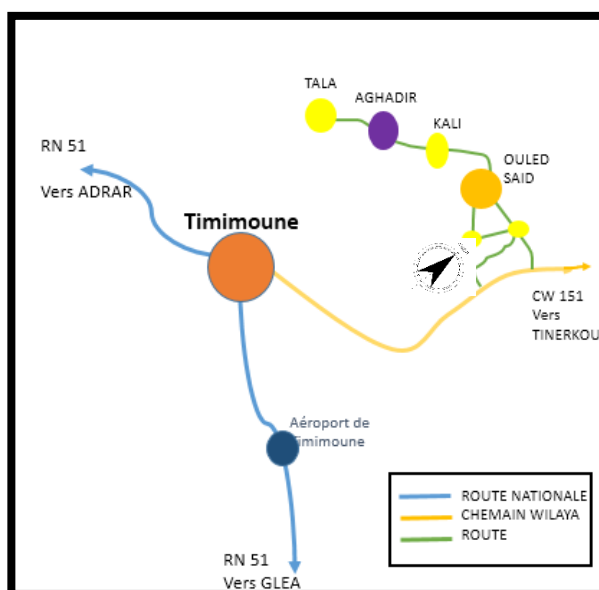 TALA
AGHADIR
KALI
OULED
SAID
RN 51
Vers ADRAR
Timimoune
CW 151
Vers
TINERKOU
Aéroport de
Timimoune
ROUTE NATIONALE
CHEMAIN WILAYA
ROUTE
RN 51
Vers GLEA